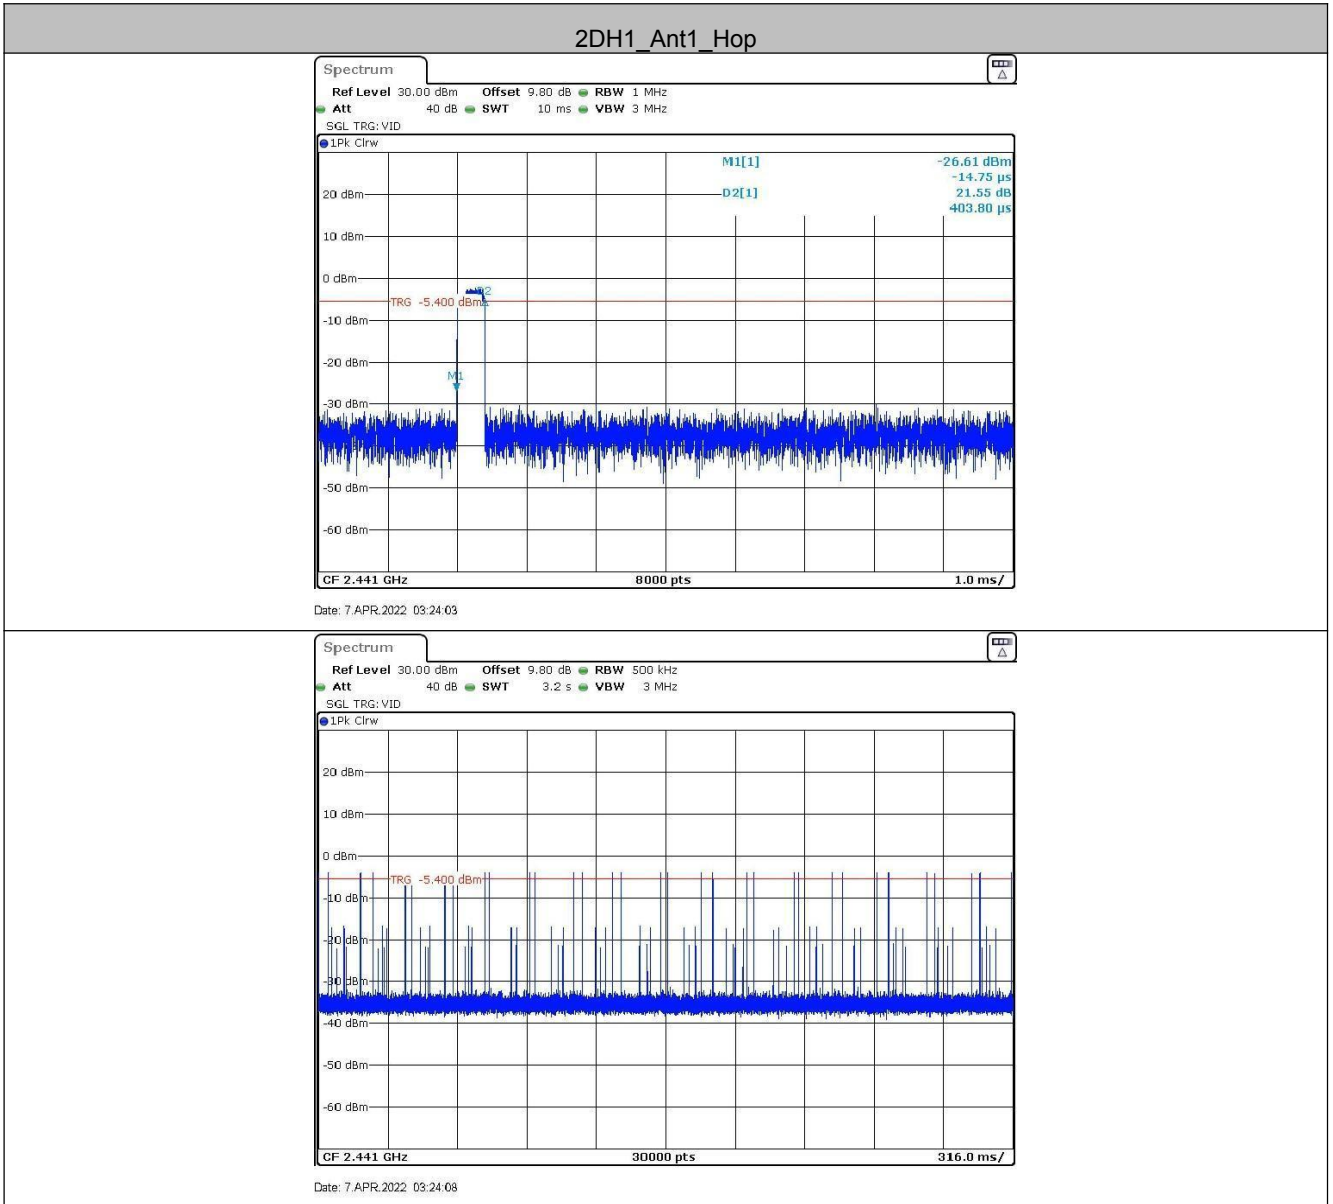 2DH1_Ant1_Hop
Spectrum
Ref Level 30.00 dBm Offset 9.80 dB RBW 1 MHz
Att 40 dB SWT 10 ms VBW 3 MHz
SGL TRG: VID
1Pk Clrw
M1[1] -26.61 dBm
-14.75 µs
20 dBm D2[1] 21.55 dB
403.80 µs
10 dBm
0 dBm
D2
TRG -5.400 dBm
-10 dBm
-20 dBm
M1
-30 dBm
-50 dBm
-60 dBm
CF 2.441 GHz 8000 pts 1.0 ms/
Date: 7.APR.2022 03:24:03
Spectrum
Ref Level 30.00 dBm Offset 9.80 dB RBW 500 kHz
Att 40 dB SWT 3.2 s VBW 3 MHz
SGL TRG: VID
1Pk Clrw
20 dBm
10 dBm
0 dBm
TRG -5.400 dBm
-10 dBm
-20 dBm
-30 dBm
-40 dBm
-50 dBm
-60 dBm
CF 2.441 GHz 30000 pts 316.0 ms/
Date: 7.APR.2022 03:24:08